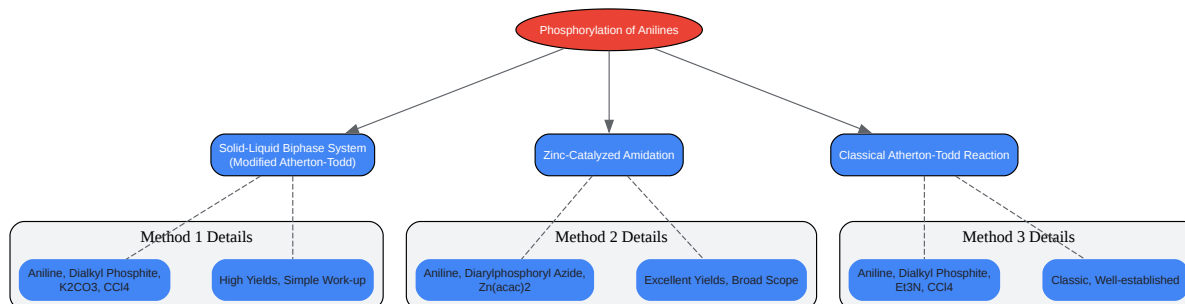 Phosphorylation of Anilines
Solid-Liquid Biphase System
(Modified Atherton-Todd)
Zinc-Catalyzed Amidation
Classical Atherton-Todd Reaction
Method 1 Details
Aniline, Dialkyl Phosphite,
K2CO3, CCl4
High Yields, Simple Work-up
Method 2 Details
Aniline, Diarylphosphoryl Azide,
Zn(acac)2
Excellent Yields, Broad Scope
Method 3 Details
Aniline, Dialkyl Phosphite,
Et3N, CCl4
Classic, Well-established